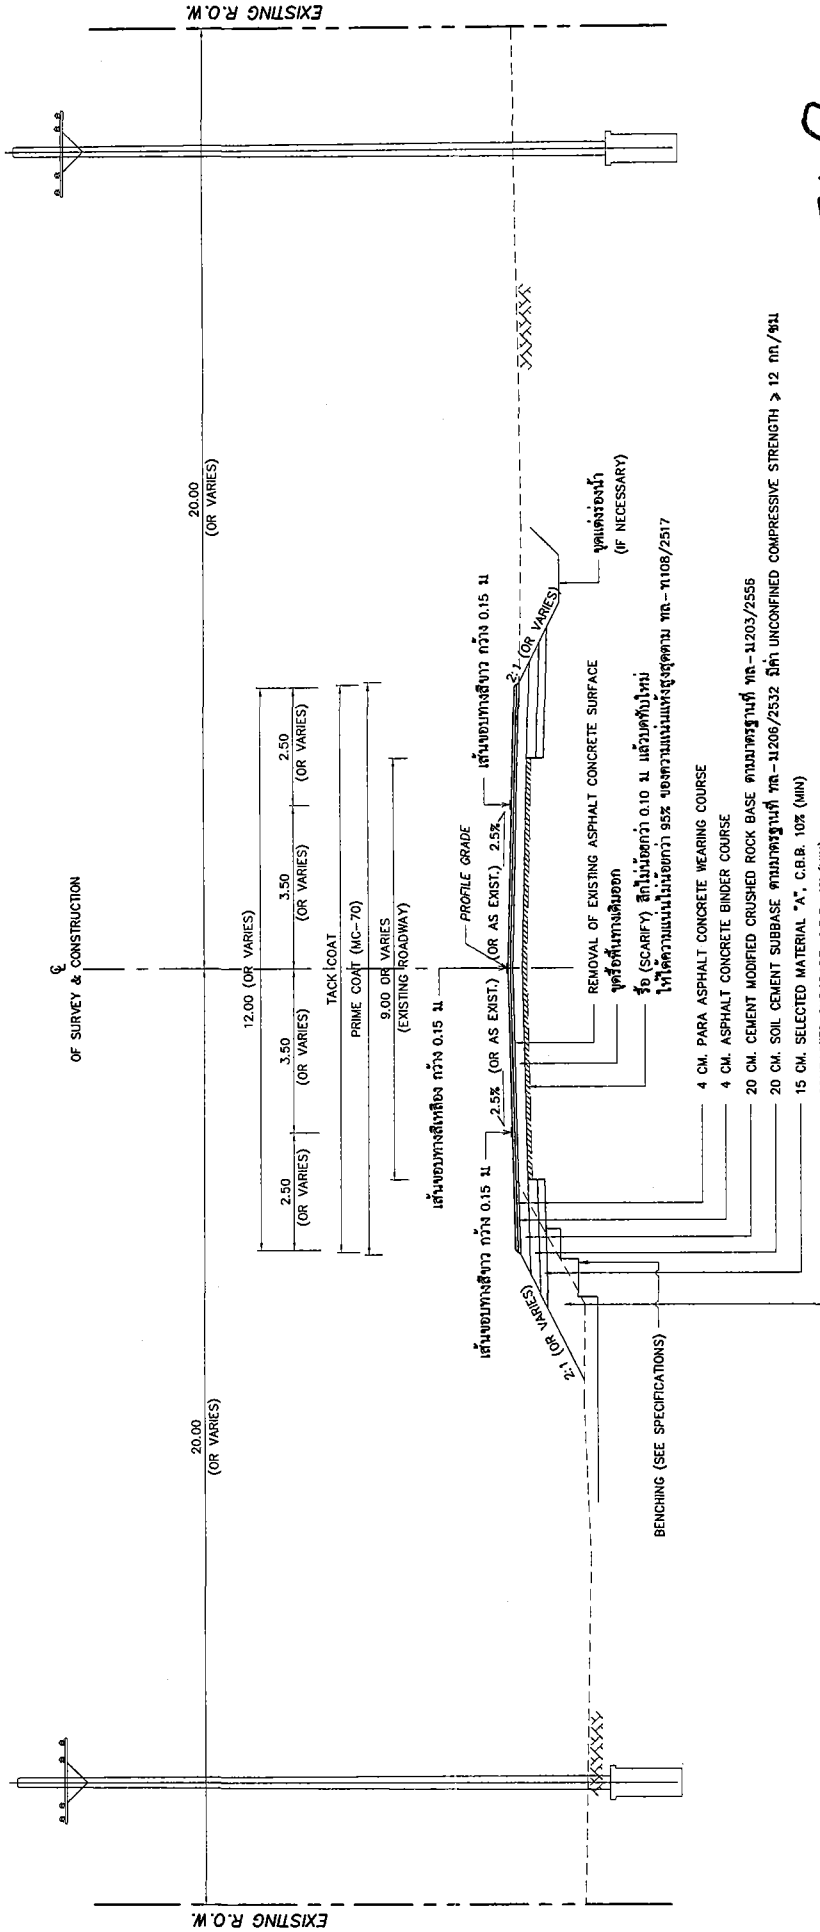 EXISTING R.O.W.
EXISTING R.O.W.
℄
OF SURVEY & CONSTRUCTION
20.00
(OR VARIES)
20.00
(OR VARIES)
12.00 (OR VARIES)
2.50
(OR VARIES)
3.50
(OR VARIES)
3.50
(OR VARIES)
2.50
(OR VARIES)
TACK COAT
PRIME COAT (MC-70)
9.00 OR VARIES
(EXISTING ROADWAY)
เส้นขอบทางสีเหลือง กว้าง 0.15 ม
PROFILE GRADE
เส้นขอบทางสีขาว กว้าง 0.15 ม
เส้นขอบทางสีขาว กว้าง 0.15 ม
2.5% (OR AS EXIST.)
(OR AS EXIST.) 2.5%
2:1 (OR VARIES)
2:1 (OR VARIES)
ขุดแต่งร่องน้ำ
(IF NECESSARY)
BENCHING (SEE SPECIFICATIONS)
REMOVAL OF EXISTING ASPHALT CONCRETE SURFACE
ขุดรื้อพื้นทางเดิมออก
รื้อ (SCARIFY) ลึกไม่น้อยกว่า 0.10 ม แล้วบดทับใหม่
ให้ได้ความแน่นไม่น้อยกว่า 95% ของความแน่นแห้งสูงสุดตาม ทล-ท108/2517
4 CM. PARA ASPHALT CONCRETE WEARING COURSE
4 CM. ASPHALT CONCRETE BINDER COURSE
20 CM. CEMENT MODIFIED CRUSHED ROCK BASE ตามมาตรฐานที่ ทล-ม203/2556
20 CM. SOIL CEMENT SUBBASE ตามมาตรฐานที่ ทล-ม206/2532 มีค่า UNCONFINED COMPRESSIVE STRENGTH ⩾ 12 กก/ซม
15 CM. SELECTED MATERIAL "A", C.B.R. 10% (MIN)